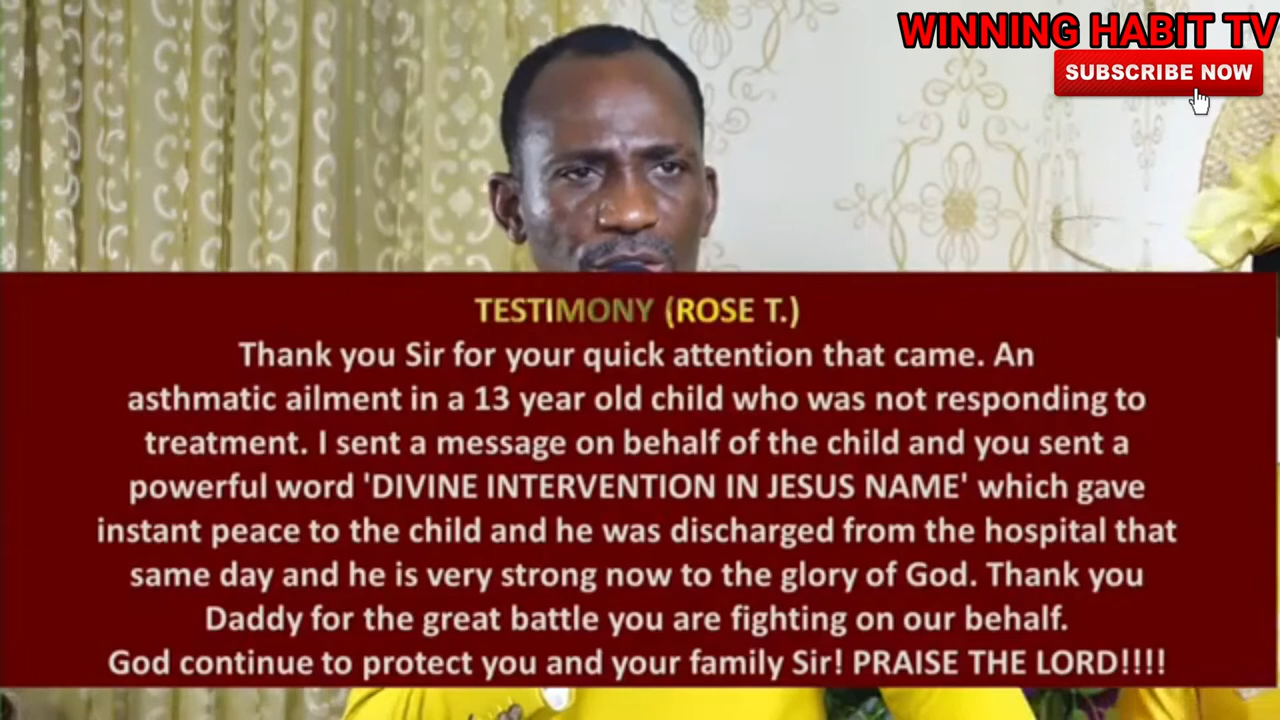 WINNING HABIT TV
SUBSCRIBE NOW
TESTIMONY (ROSE T.)
Thank you Sir for your quick attention that came. An
asthmatic ailment in a 13 year old child who was not responding to
treatment. I sent a message on behalf of the child and you sent a
powerful word 'DIVINE INTERVENTION IN JESUS NAME' which gave
instant peace to the child and he was discharged from the hospital that
same day and he is very strong now to the glory of God. Thank you
Daddy for the great battle you are fighting on our behalf.
God continue to protect you and your family Sir! PRAISE THE LORD!!!!